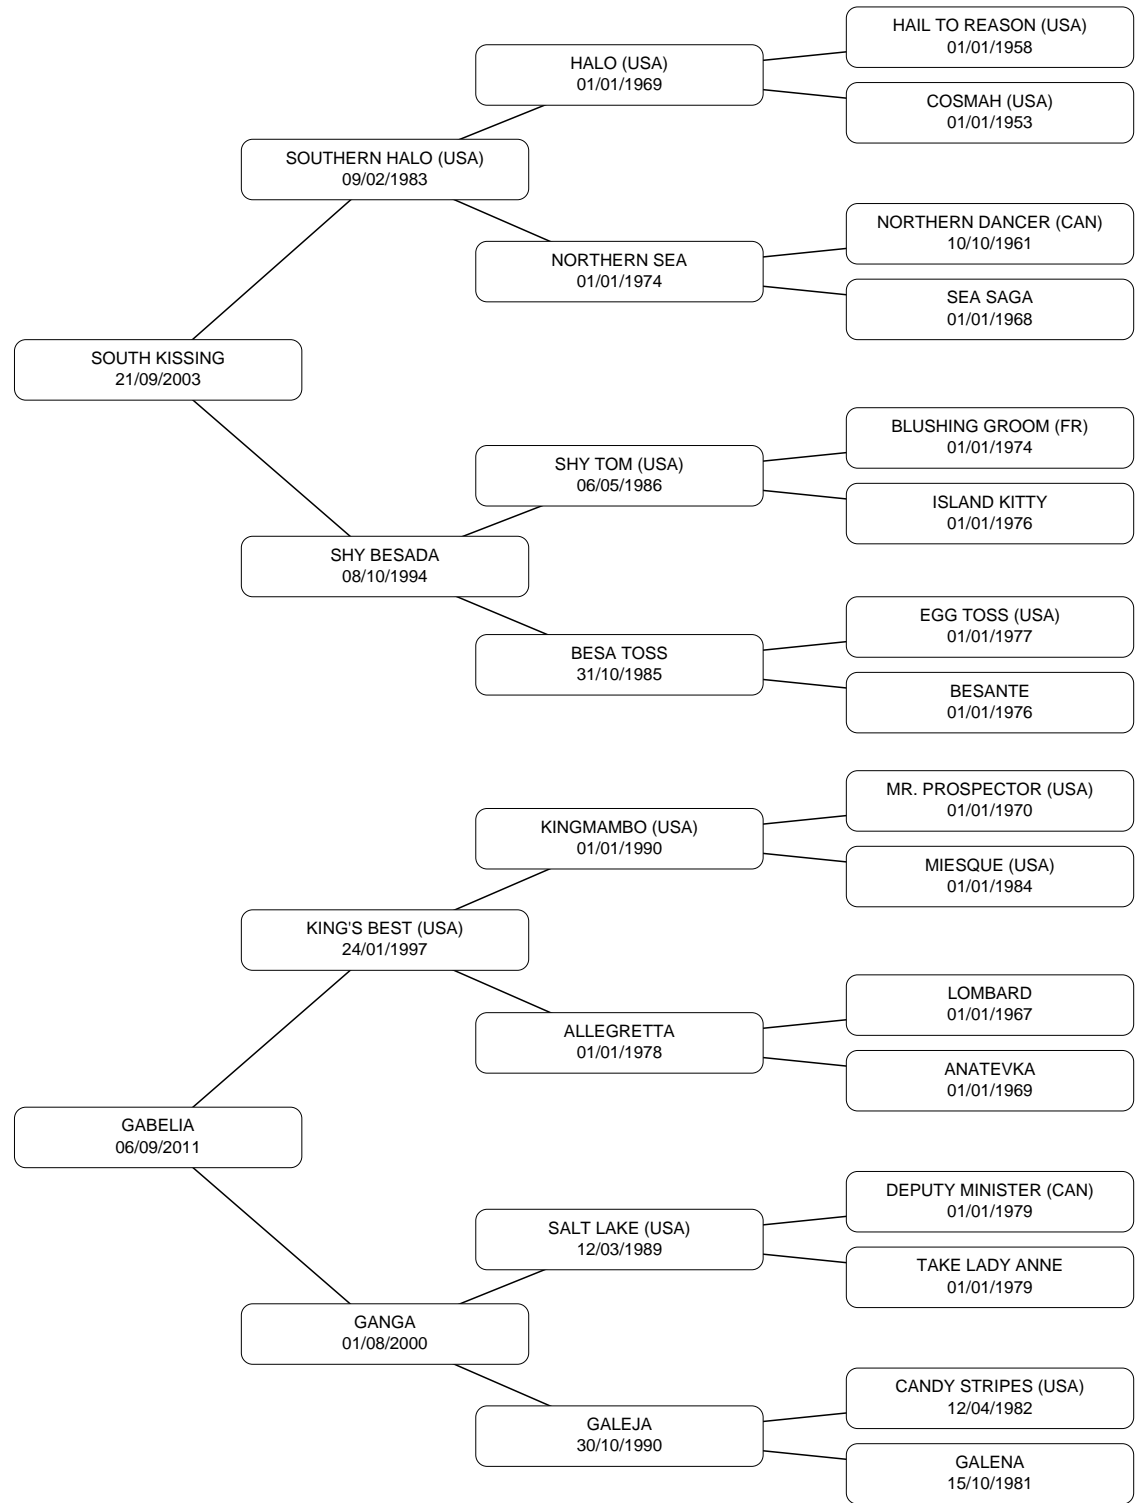 HAIL TO REASON (USA)
01/01/1958
HALO (USA)
01/01/1969
COSMAH (USA)
01/01/1953
SOUTHERN HALO (USA)
09/02/1983
NORTHERN DANCER (CAN)
10/10/1961
NORTHERN SEA
01/01/1974
SEA SAGA
01/01/1968
SOUTH KISSING
21/09/2003
BLUSHING GROOM (FR)
01/01/1974
SHY TOM (USA)
06/05/1986
ISLAND KITTY
01/01/1976
SHY BESADA
08/10/1994
EGG TOSS (USA)
01/01/1977
BESA TOSS
31/10/1985
BESANTE
01/01/1976
MR. PROSPECTOR (USA)
01/01/1970
KINGMAMBO (USA)
01/01/1990
MIESQUE (USA)
01/01/1984
KING'S BEST (USA)
24/01/1997
LOMBARD
01/01/1967
ALLEGRETTA
01/01/1978
ANATEVKA
01/01/1969
GABELIA
06/09/2011
DEPUTY MINISTER (CAN)
01/01/1979
SALT LAKE (USA)
12/03/1989
TAKE LADY ANNE
01/01/1979
GANGA
01/08/2000
CANDY STRIPES (USA)
12/04/1982
GALEJA
30/10/1990
GALENA
15/10/1981